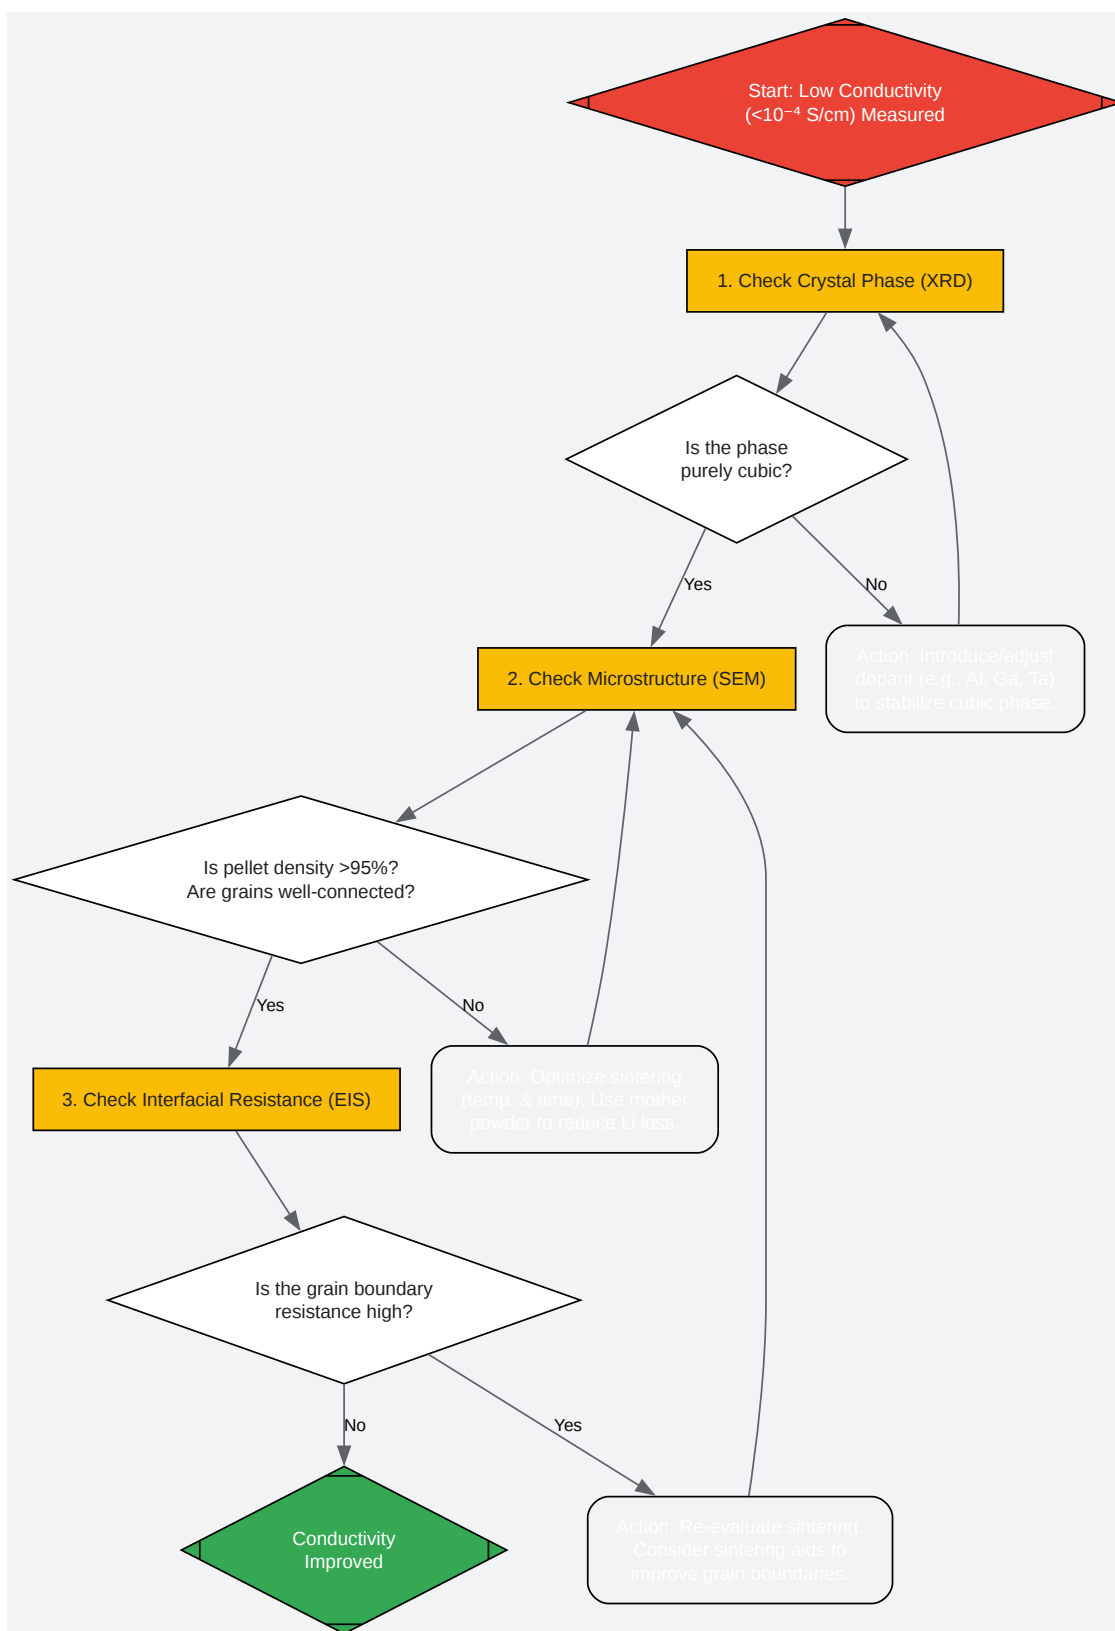 Start: Low Conductivity
(<10⁻⁴ S/cm) Measured
1. Check Crystal Phase (XRD)
Is the phase
purely cubic?
Yes
No
2. Check Microstructure (SEM)
Action: Introduce/adjust
dopant (e.g., Al, Ga, Ta)
to stabilize cubic phase.
Is pellet density >95%?
Are grains well-connected?
Yes
No
3. Check Interfacial Resistance (EIS)
Action: Optimize sintering
(temp. & time). Use mother
powder to reduce Li loss.
Is the grain boundary
resistance high?
No
Yes
Conductivity
Improved
Action: Re-evaluate sintering.
Consider sintering aids to
improve grain boundaries.